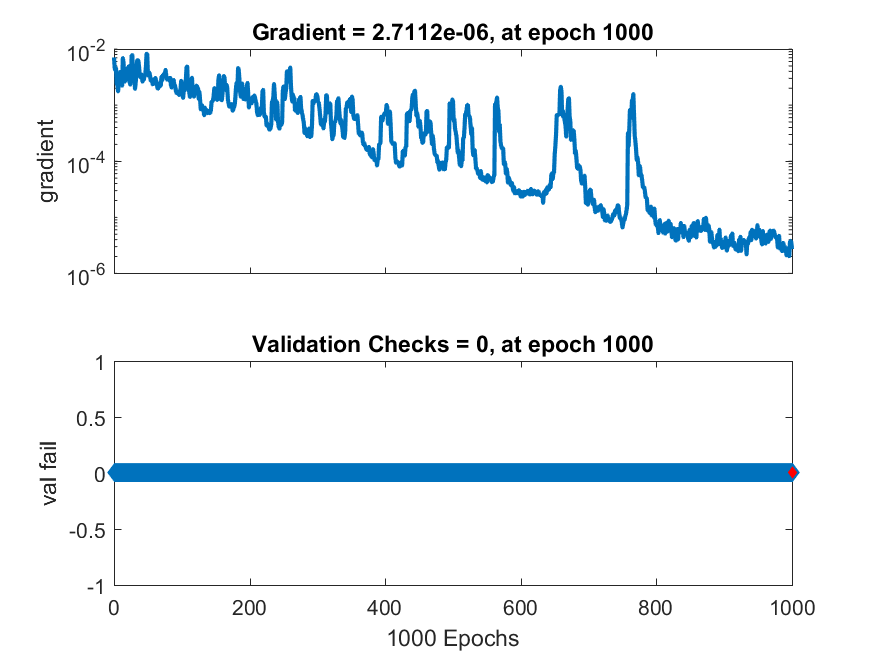 Gradient = 2.7112e-06, at epoch 1000
10-2
10-4
10-6
gradient
Validation Checks = 0, at epoch 1000
1
0.5
0
-0.5
-1
val fail
0 200 400 600 800 1000
1000 Epochs